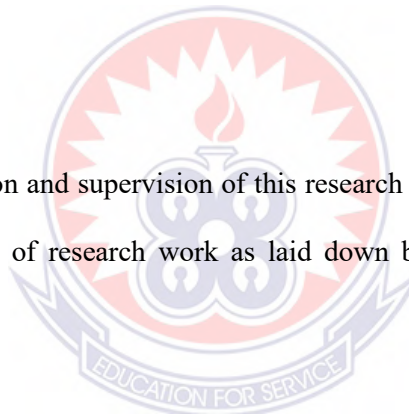 on and supervision of this research
of research work as laid down b
EDUCATION FOR SERVICE